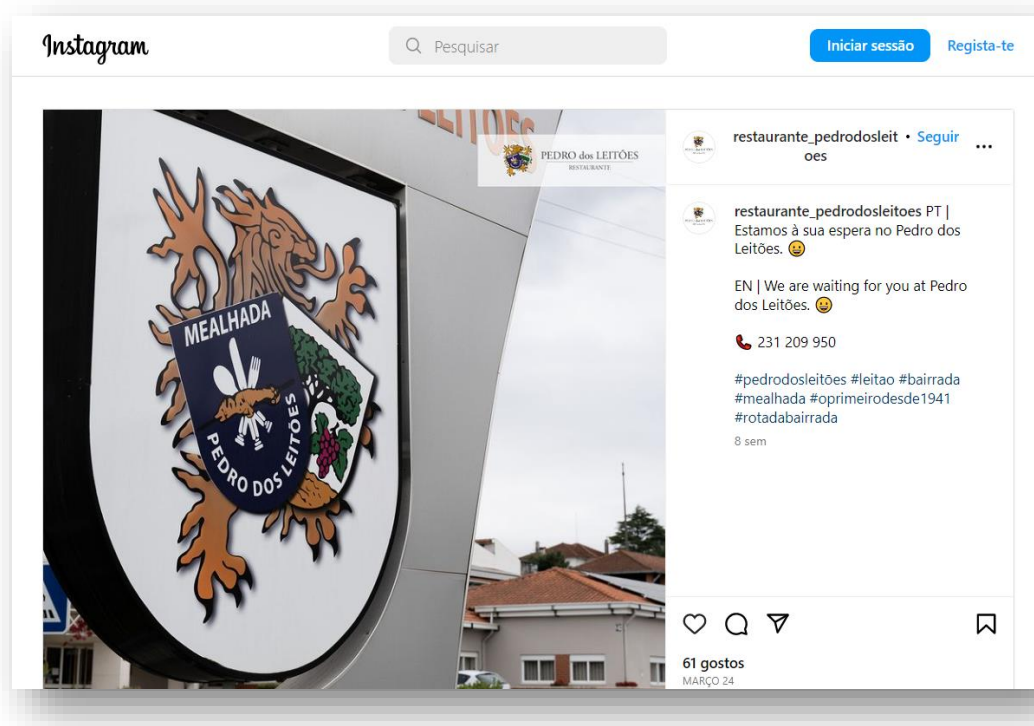 Instagram
Pesquisar
Iniciar sessão
Regista-te
LEITÕES
PEDRO dos LEITÕES
RESTAURANTE
MEALHADA
PEDRO DOS LEITÕES
restaurante_pedrodosleit • Seguir
oes
restaurante_pedrodosleitoes PT |
Estamos à sua espera no Pedro dos
Leitões. 😀
EN | We are waiting for you at Pedro
dos Leitões. 😀
📞 231 209 950
#pedrodosleitões #leitao #bairrada
#mealhada #oprimeirodesde1941
#rotadabairrada
8 sem
61 gostos
MARÇO 24